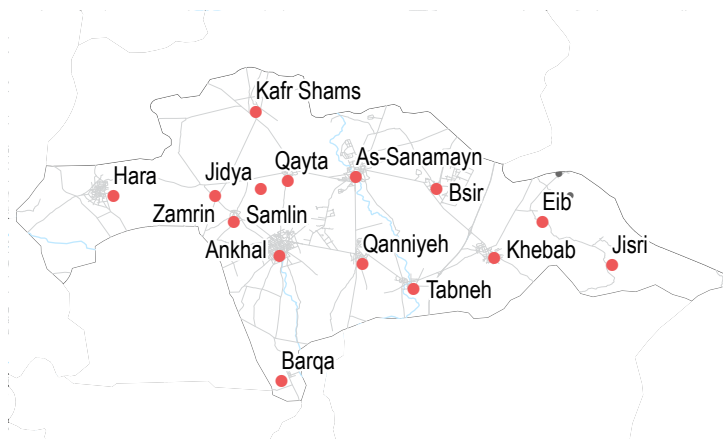 Kafr Shams
As-Sanamayn
Qayta
Hara
Jidya
Bsir
Eib
Zamrin
Samlin
Ankhal
Qanniyeh
Khebab
Jisri
Tabneh
Barqa